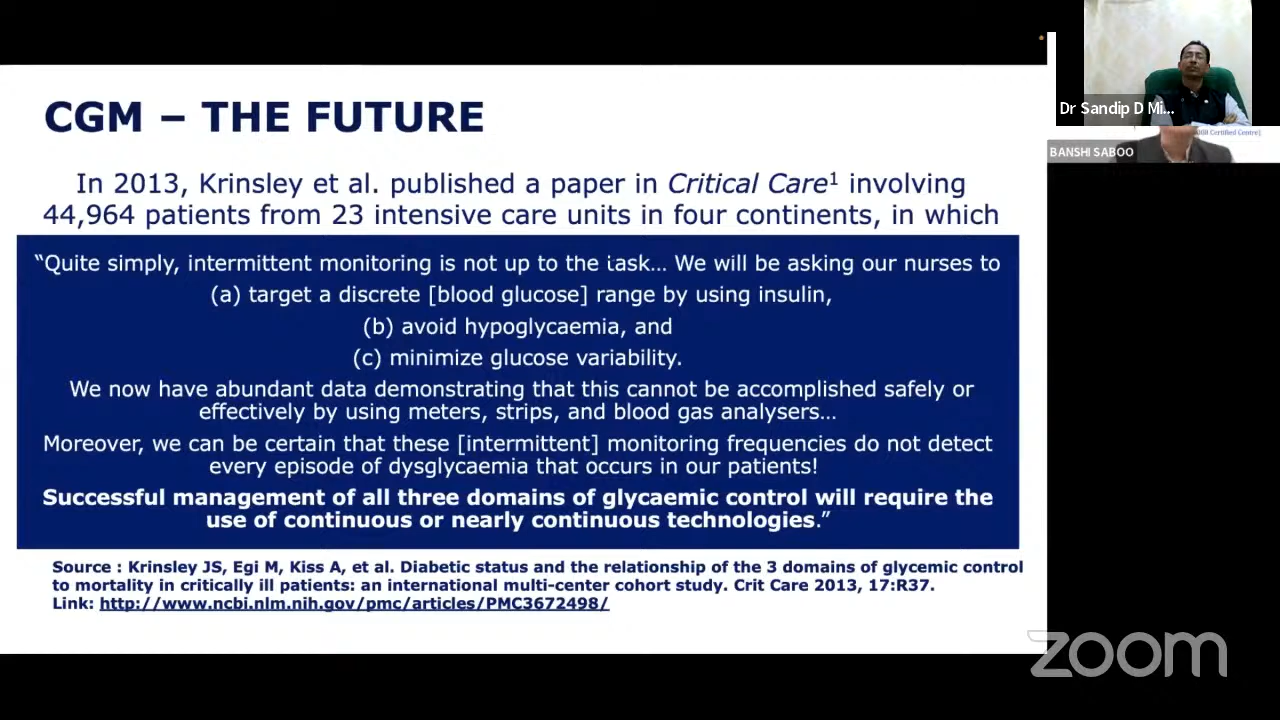 CGM – THE FUTURE
In 2013, Krinsley et al. published a paper in Critical Care¹ involving
44,964 patients from 23 intensive care units in four continents, in which
“Quite simply, intermittent monitoring is not up to the task... We will be asking our nurses to
(a) target a discrete [blood glucose] range by using insulin,
(b) avoid hypoglycaemia, and
(c) minimize glucose variability.
We now have abundant data demonstrating that this cannot be accomplished safely or
effectively by using meters, strips, and blood gas analysers...
Moreover, we can be certain that these [intermittent] monitoring frequencies do not detect
every episode of dysglycaemia that occurs in our patients!
Successful management of all three domains of glycaemic control will require the
use of continuous or nearly continuous technologies.”
Source : Krinsley JS, Egi M, Kiss A, et al. Diabetic status and the relationship of the 3 domains of glycemic control
to mortality in critically ill patients: an international multi-center cohort study. Crit Care 2013, 17:R37.
Link: http://www.ncbi.nlm.nih.gov/pmc/articles/PMC3672498/
Dr Sandip D Mi...
Certified Centre)
BANSHI SABOO
zoom